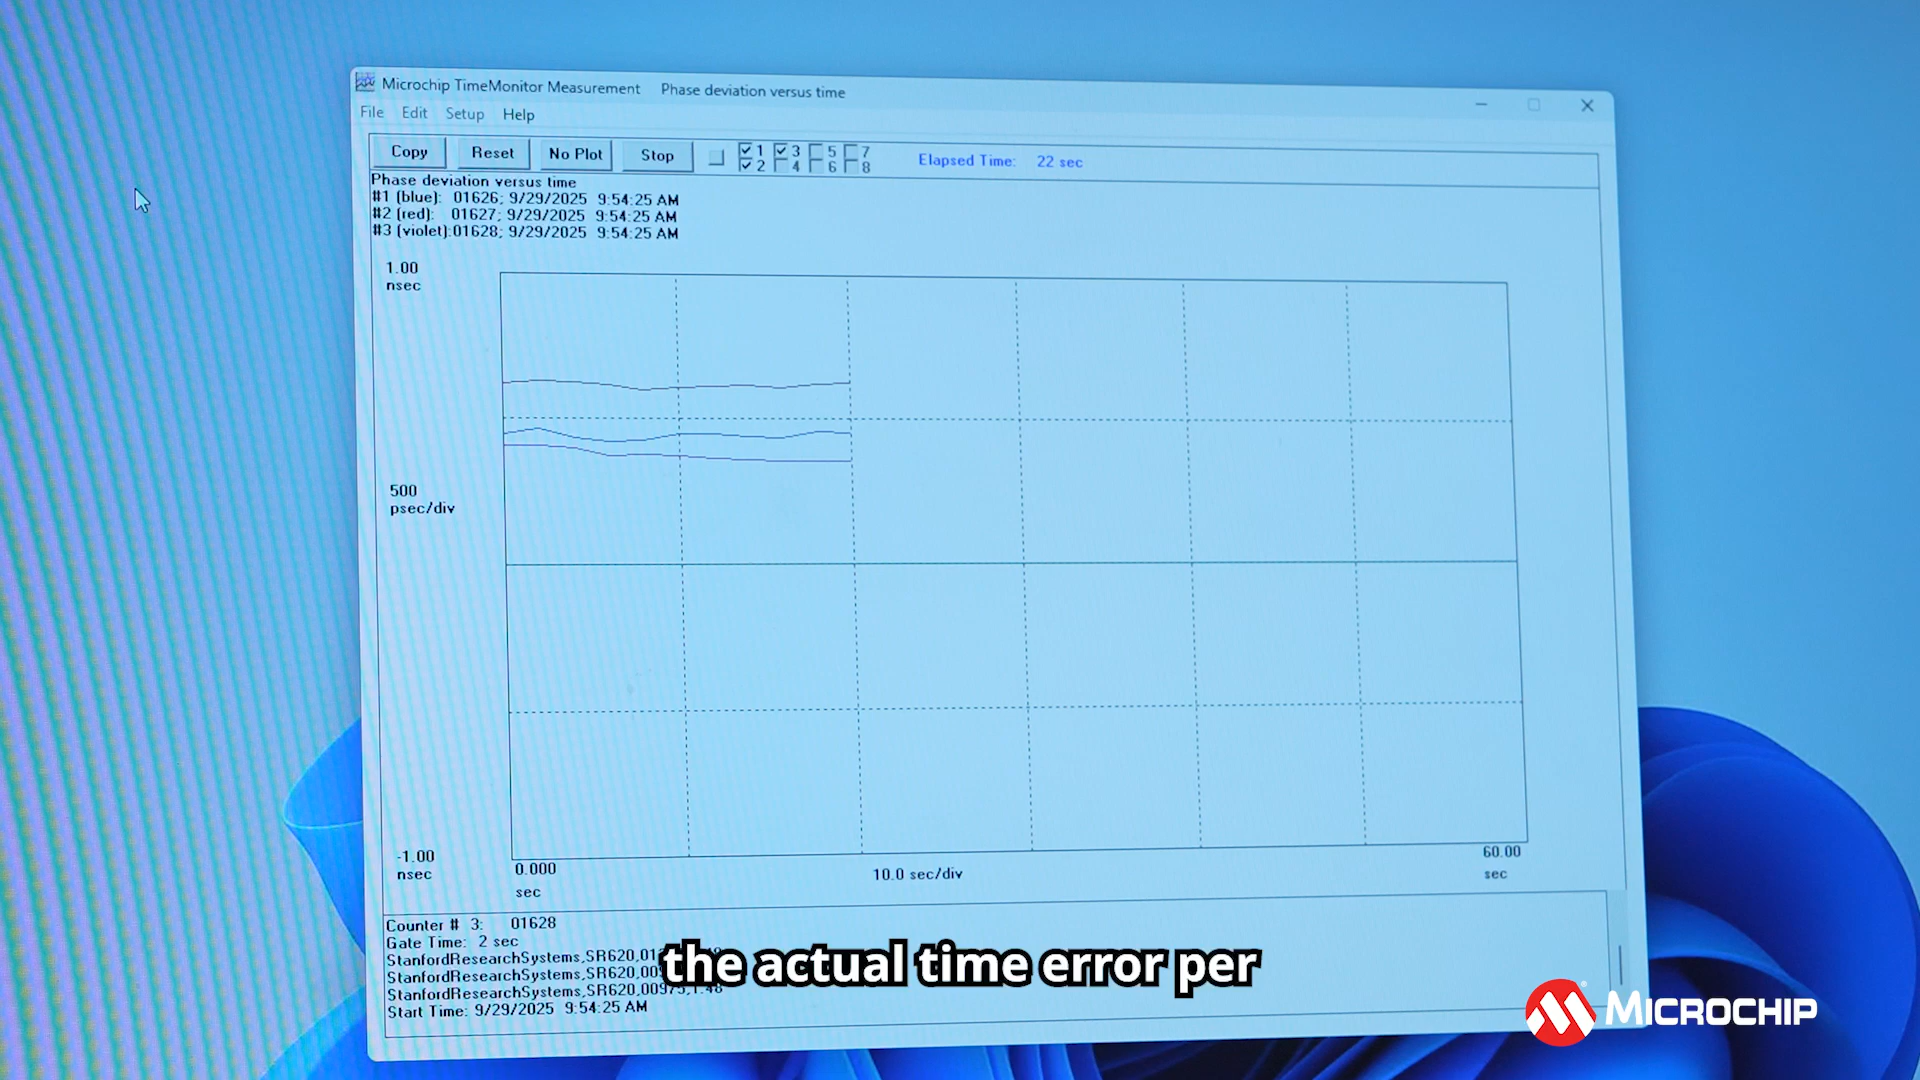 Microchip TimeMonitor Measurement Phase deviation versus time
File Edit Setup Help
Copy Reset No Plot Stop 1 3 5 7
2 4 6 8
Elapsed Time: 22 sec
Phase deviation versus time
#1 (blue): 01626; 9/29/2025 9:54:25 AM
#2 (red): 01627; 9/29/2025 9:54:25 AM
#3 (violet):01628; 9/29/2025 9:54:25 AM
1.00
nsec
500
psec/div
-1.00
nsec
0.000
sec
10.0 sec/div
60.00
sec
Counter # 3: 01628
Gate Time: 2 sec
StanfordResearchSystems,SR620,
StanfordResearchSystems,SR620,
StanfordResearchSystems,SR620,00975,1.48
Start Time: 9/29/2025 9:54:25 AM
the actual time error per
MICROCHIP